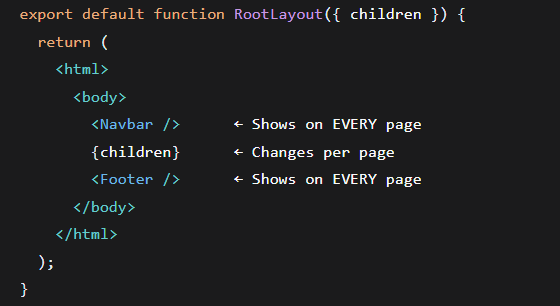 export default function RootLayout({ children }) {
  return (
    <html>
      <body>
        <Navbar />      ← Shows on EVERY page
        {children}      ← Changes per page
        <Footer />      ← Shows on EVERY page
      </body>
    </html>
  );
}